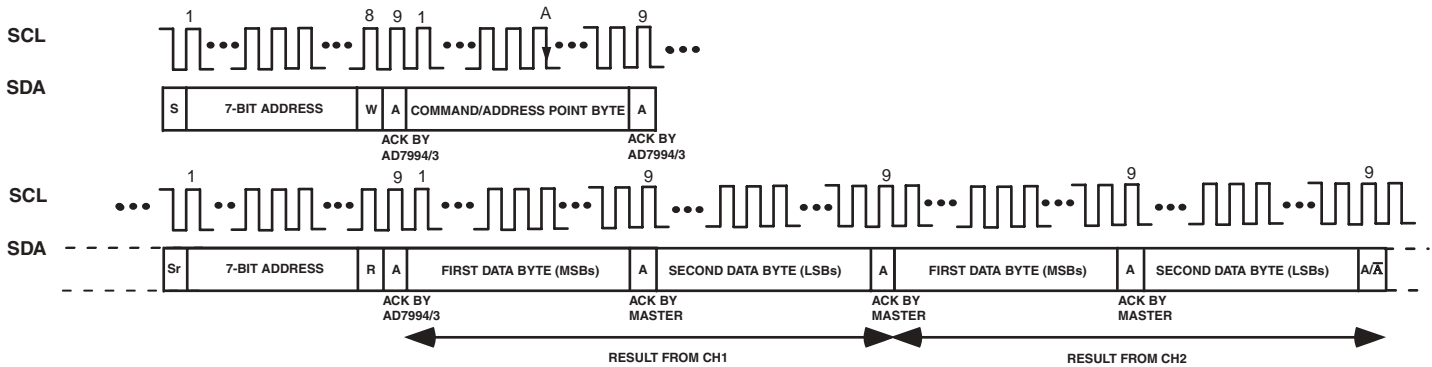 1 8 9 1 A 9
SCL
SDA
S 7-BIT ADDRESS W A COMMAND/ADDRESS POINT BYTE A
ACK BY AD7994/3 ACK BY AD7994/3
1 9 1 9 9 9 9
SCL
SDA
Sr 7-BIT ADDRESS R A FIRST DATA BYTE (MSBs) A SECOND DATA BYTE (LSBs) A FIRST DATA BYTE (MSBs) A SECOND DATA BYTE (LSBs) A/A̅
ACK BY AD7994/3 ACK BY MASTER ACK BY MASTER ACK BY MASTER
RESULT FROM CH1 RESULT FROM CH2